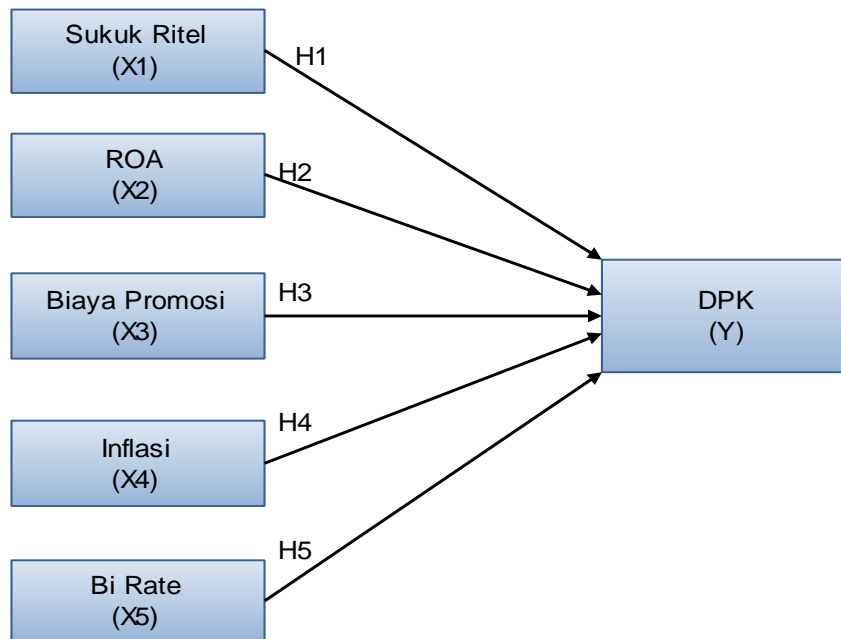 Sukuk Ritel
(X1)
H1
ROA
(X2)
H2
Biaya Promosi
(X3)
H3
DPK
(Y)
Inflasi
(X4)
H4
Bi Rate
(X5)
H5